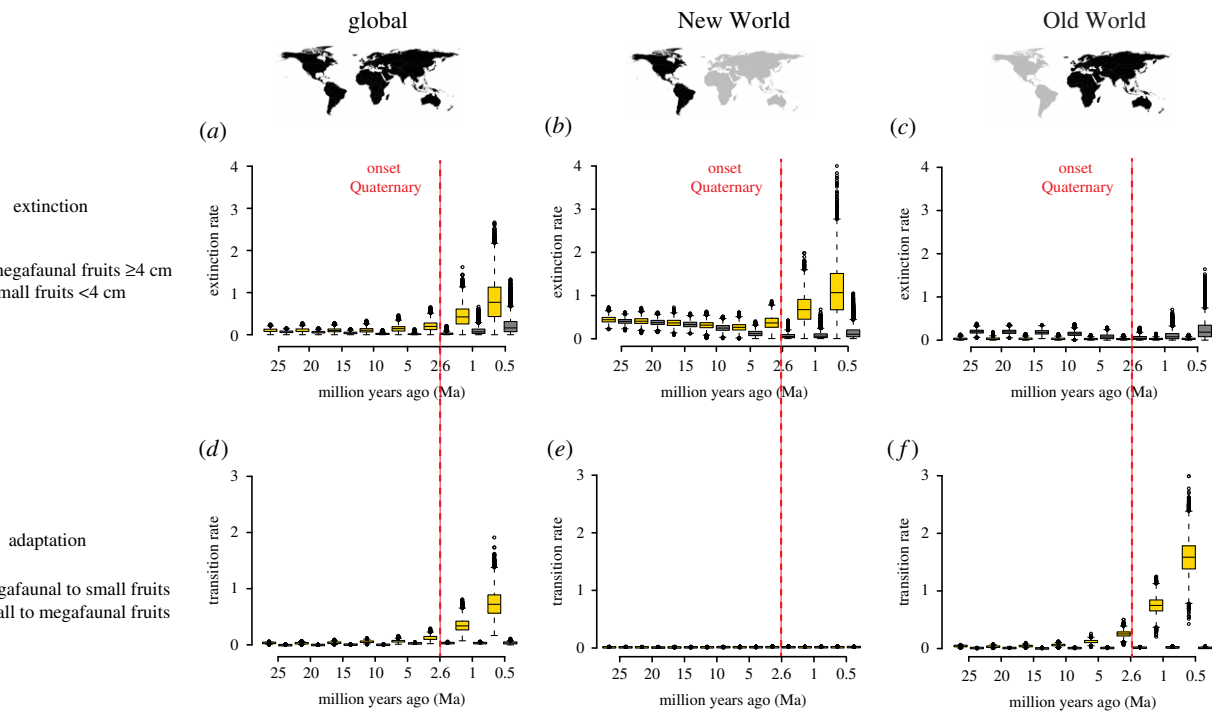 global
New World
Old World
(a)
(b)
(c)
extinction
megafaunal fruits ≥4 cm
small fruits <4 cm
extinction rate
4
3
2
1
0
onset
Quaternary
25 20 15 10 5 2.6 1 0.5
million years ago (Ma)
extinction rate
4
3
2
1
0
onset
Quaternary
25 20 15 10 5 2.6 1 0.5
million years ago (Ma)
extinction rate
4
3
2
1
0
onset
Quaternary
25 20 15 10 5 2.6 1 0.5
million years ago (Ma)
(d)
(e)
(f)
adaptation
gafaunal to small fruits
all to megafaunal fruits
transition rate
3
2
1
0
25 20 15 10 5 2.6 1 0.5
million years ago (Ma)
transition rate
3
2
1
0
25 20 15 10 5 2.6 1 0.5
million years ago (Ma)
transition rate
3
2
1
0
25 20 15 10 5 2.6 1 0.5
million years ago (Ma)